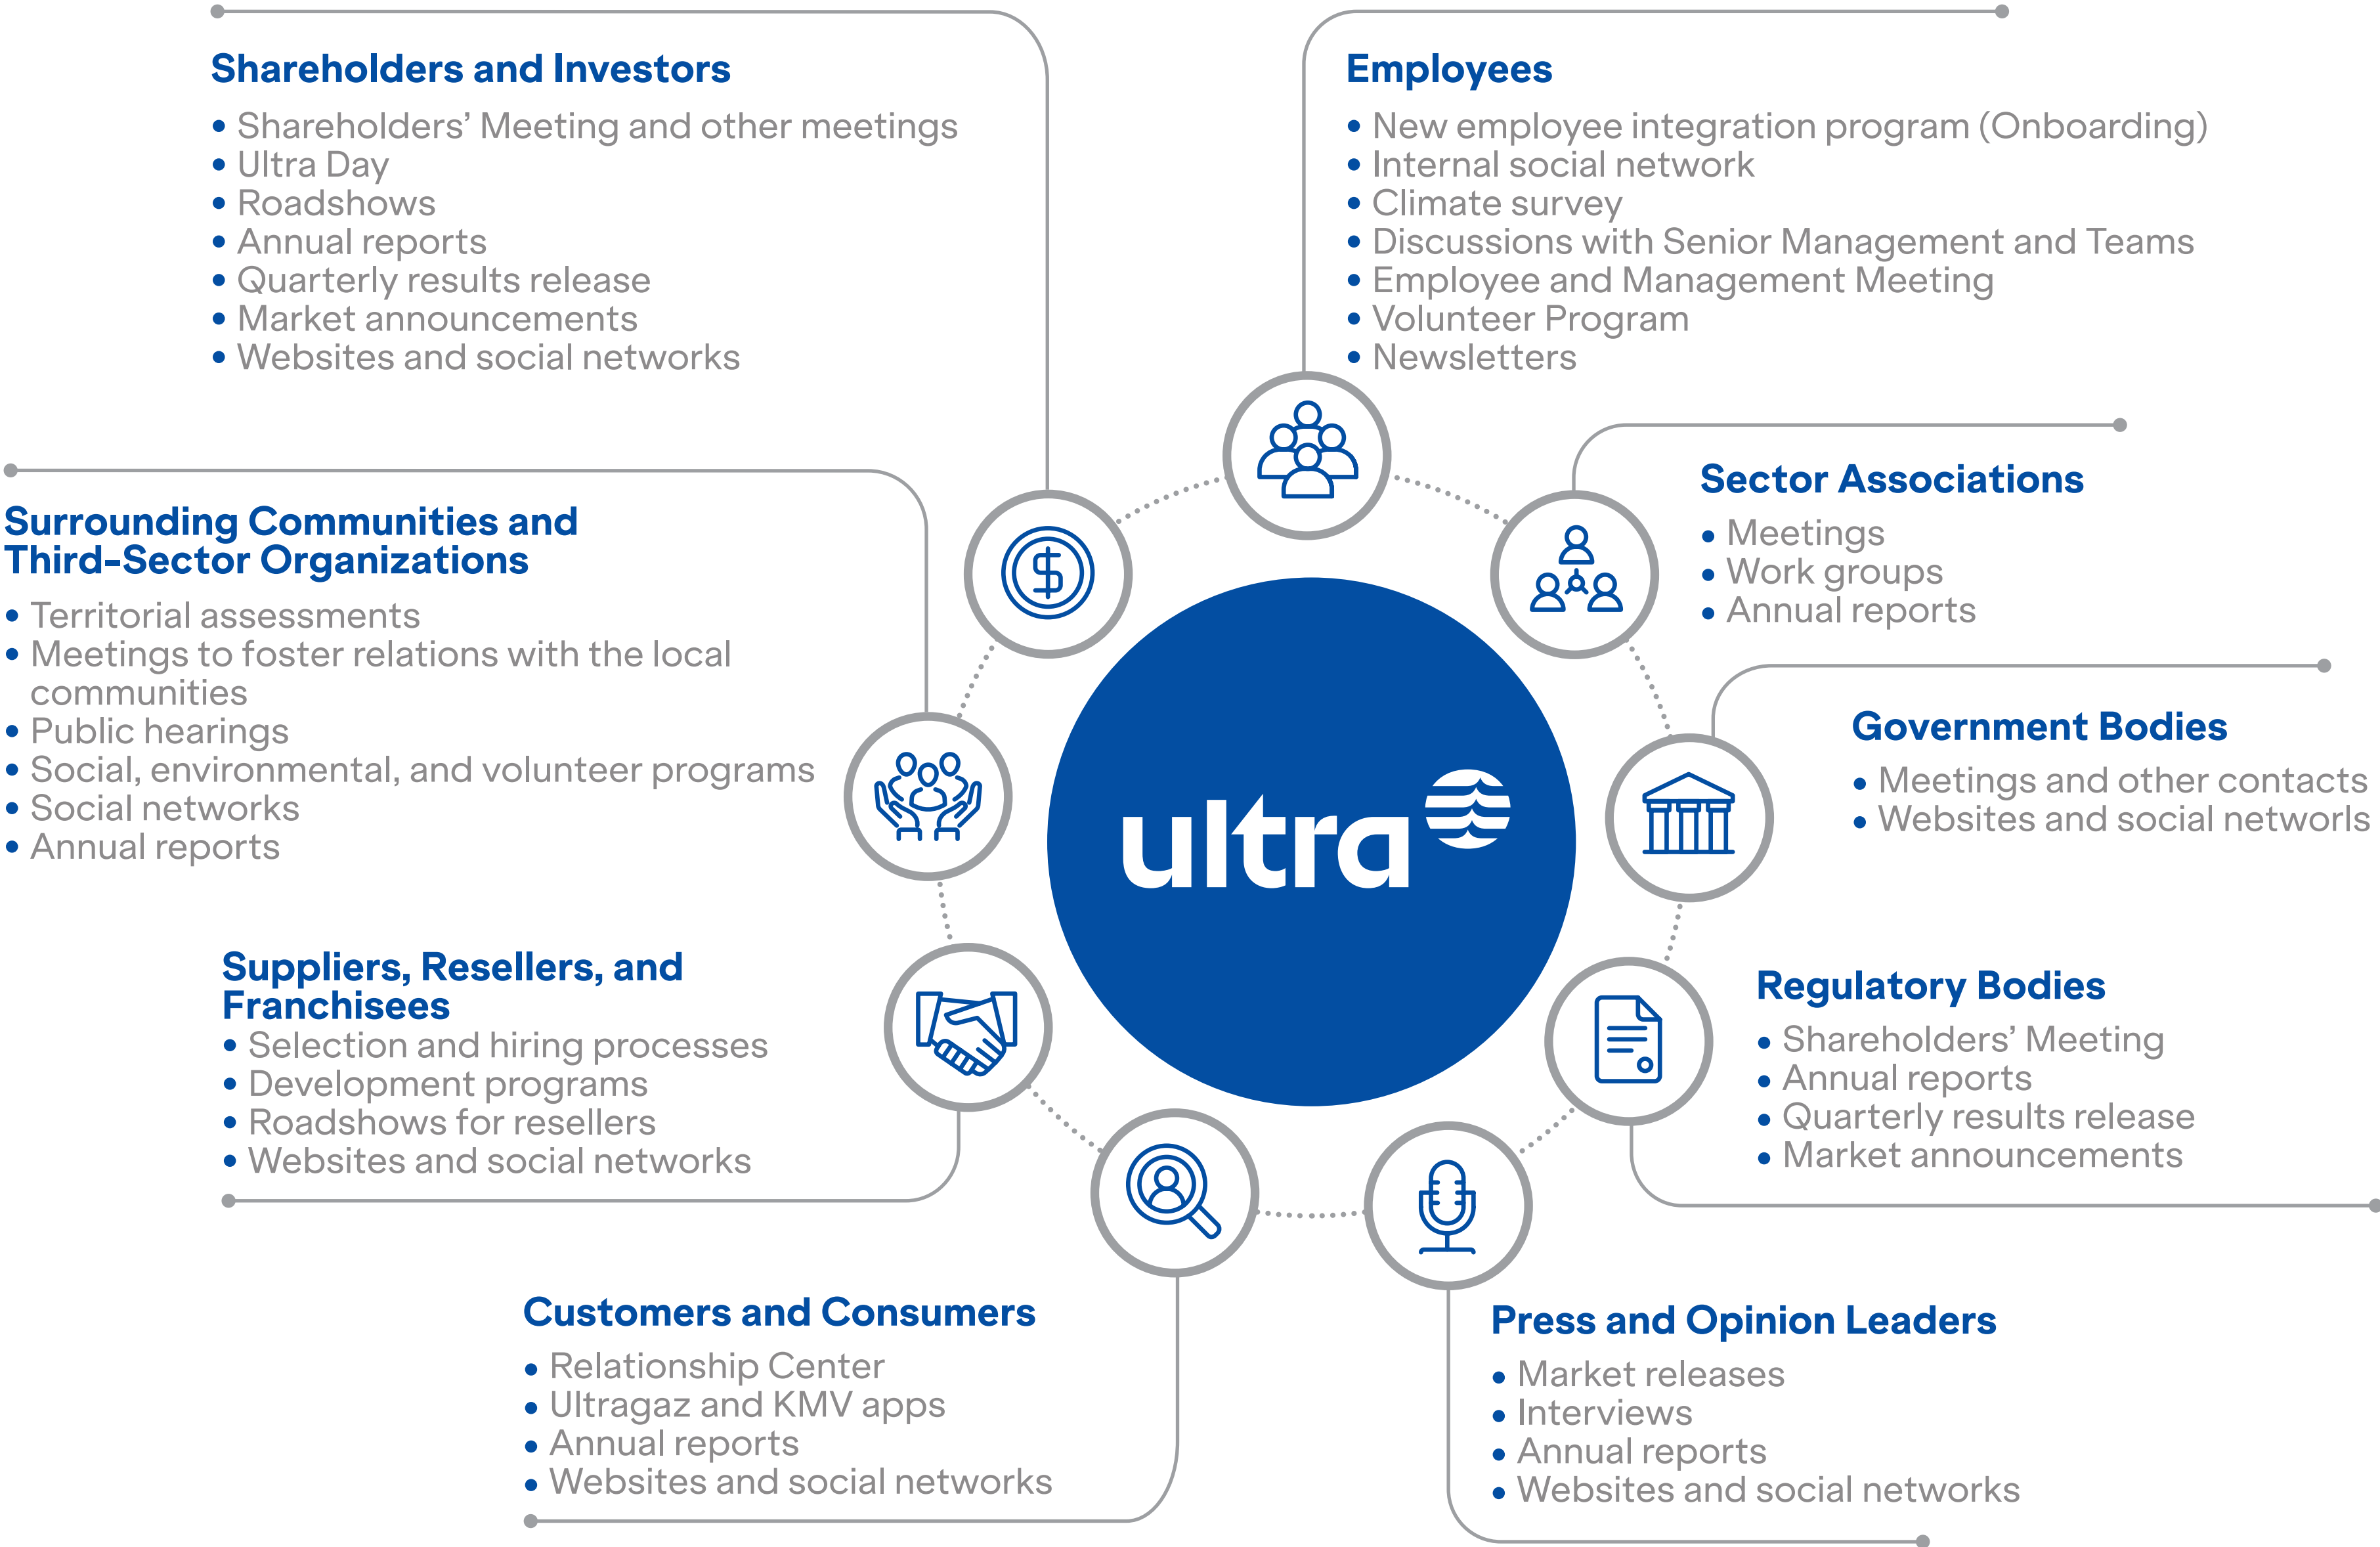 Shareholders and Investors
• Shareholders’ Meeting and other meetings
• Ultra Day
• Roadshows
• Annual reports
• Quarterly results release
• Market announcements
• Websites and social networks
Employees
• New employee integration program (Onboarding)
• Internal social network
• Climate survey
• Discussions with Senior Management and Teams
• Employee and Management Meeting
• Volunteer Program
• Newsletters
Surrounding Communities and
Third-Sector Organizations
• Territorial assessments
• Meetings to foster relations with the local
communities
• Public hearings
• Social, environmental, and volunteer programs
• Social networks
• Annual reports
Sector Associations
• Meetings
• Work groups
• Annual reports
Government Bodies
• Meetings and other contacts
• Websites and social networls
ultra
Suppliers, Resellers, and
Franchisees
• Selection and hiring processes
• Development programs
• Roadshows for resellers
• Websites and social networks
Regulatory Bodies
• Shareholders’ Meeting
• Annual reports
• Quarterly results release
• Market announcements
Customers and Consumers
• Relationship Center
• Ultragaz and KMV apps
• Annual reports
• Websites and social networks
Press and Opinion Leaders
• Market releases
• Interviews
• Annual reports
• Websites and social networks